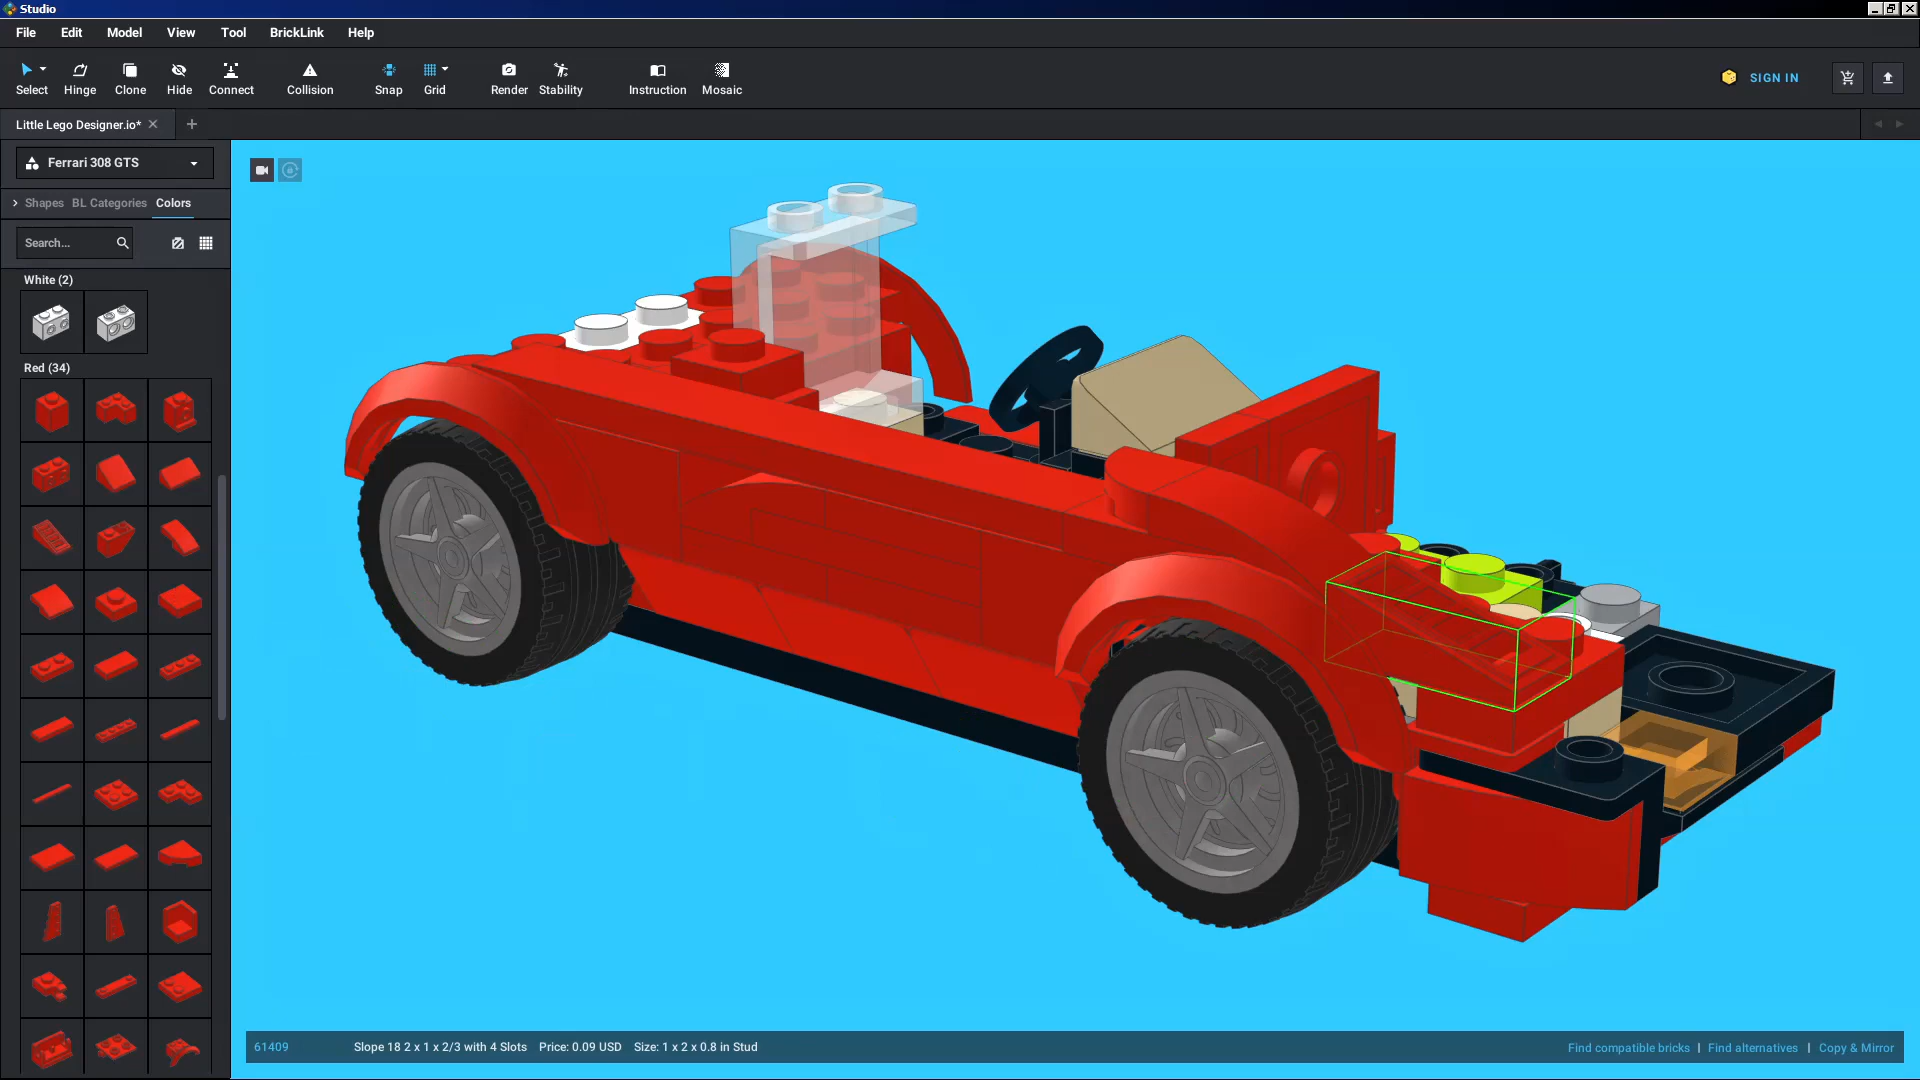 Studio
File Edit Model View Tool BrickLink Help
Select Hinge Clone Hide Connect Collision Snap Grid Render Stability Instruction Mosaic SIGN IN
Little Lego Designer.io*
Ferrari 308 GTS
Shapes BL Categories Colors
Search...
White (2)
Red (34)
61409 Slope 18 2 x 1 x 2/3 with 4 Slots Price: 0.09 USD Size: 1 x 2 x 0.8 in Stud Find compatible bricks | Find alternatives | Copy & Mirror